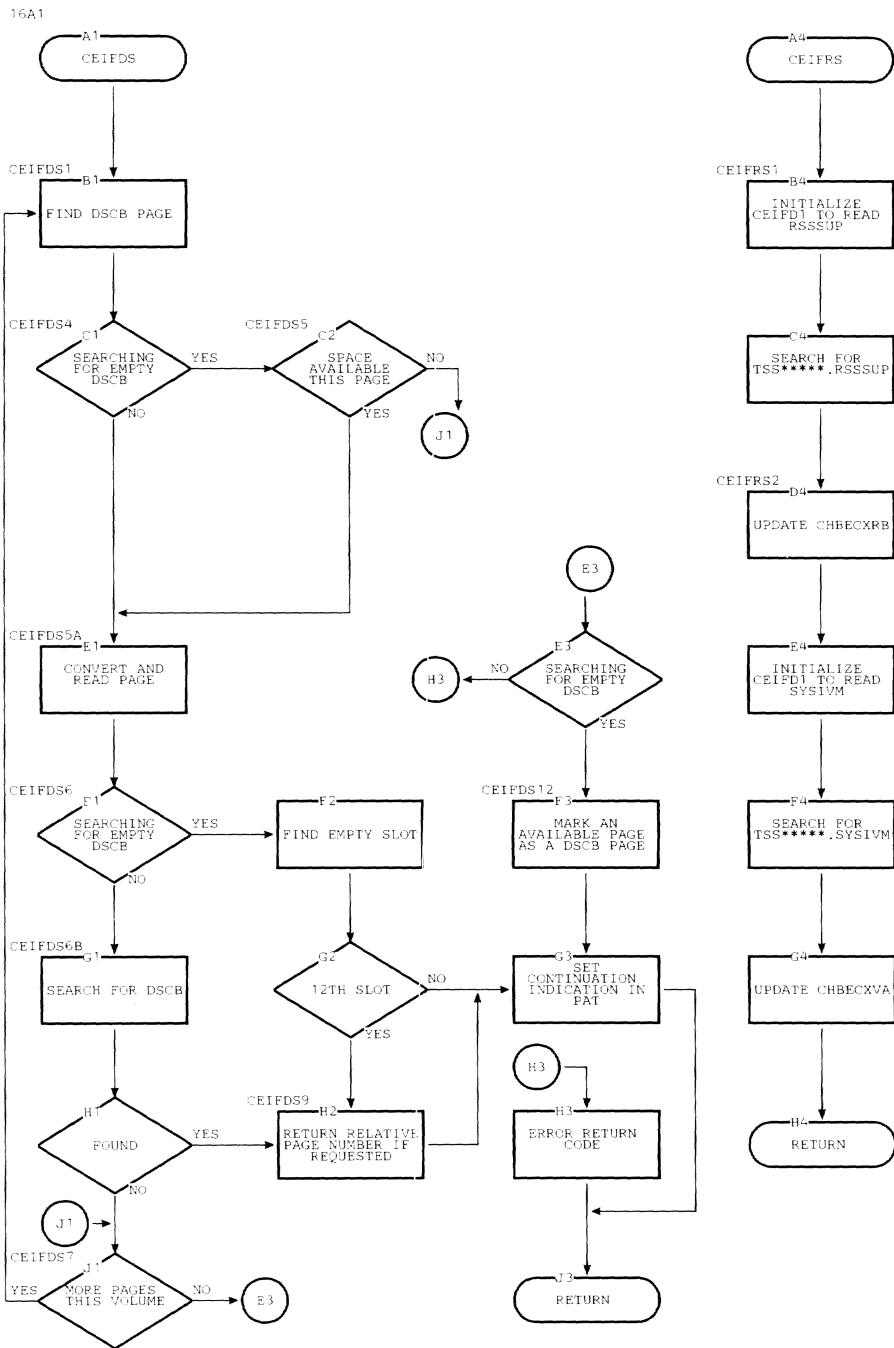 16A1
A1
CEIFDS
CEIFDS1
B1
FIND DSCB PAGE
CEIFDS4
C1
SEARCHING
FOR EMPTY
DSCB
YES
NO
CEIFDS5
C2
SPACE
AVAILABLE
THIS PAGE
NO
YES
J1
CEIFDS5A
E1
CONVERT AND
READ PAGE
CEIFDS6
F1
SEARCHING
FOR EMPTY
DSCB
YES
NO
F2
FIND EMPTY SLOT
CEIFDS6B
G1
SEARCH FOR DSCB
G2
12TH SLOT
NO
YES
H1
FOUND
YES
NO
CEIFDS9
H2
RETURN RELATIVE
PAGE NUMBER IF
REQUESTED
J1
CEIFDS7
J1
MORE PAGES
THIS VOLUME
YES
NO
E3
E3
E3
SEARCHING
FOR EMPTY
DSCB
NO
YES
H3
CEIFDS12
F3
MARK AN
AVAILABLE PAGE
AS A DSCB PAGE
G3
SET
CONTINUATION
INDICATION IN
PAT
H3
H3
ERROR RETURN
CODE
J3
RETURN
A4
CEIFRS
CEIFRS1
B4
INITIALIZE
CEIFD1 TO READ
RSSSUP
C4
SEARCH FOR
TSS*****.RSSSUP
CEIFRS2
D4
UPDATE CHBECXRB
E4
INITIALIZE
CEIFD1 TO READ
SYSIVM
F4
SEARCH FOR
TSS*****.SYSIVM
G4
UPDATE CHBECXVA
H4
RETURN